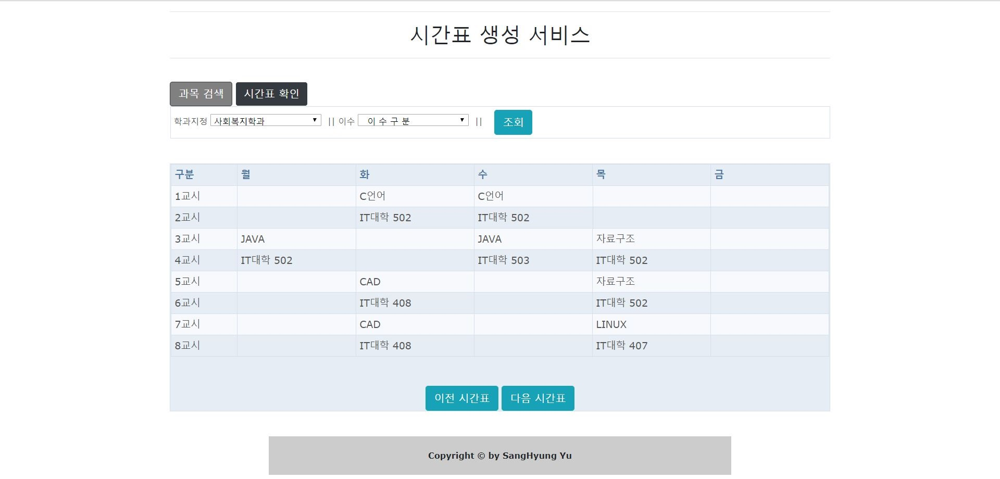 시간표 생성 서비스
과목 검색 시간표 확인
학과지정 사회복지학과 || 이수 이 수 구 분 || 조회
구분 월 화 수 목 금
1교시 C언어 C언어
2교시 IT대학 502 IT대학 502
3교시 JAVA JAVA 자료구조
4교시 IT대학 502 IT대학 503 IT대학 502
5교시 CAD 자료구조
6교시 IT대학 408 IT대학 502
7교시 CAD LINUX
8교시 IT대학 408 IT대학 407
이전 시간표 다음 시간표
Copyright © by SangHyung Yu